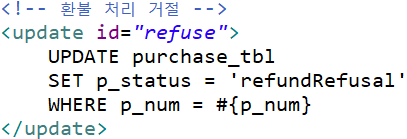 <!-- 환불 처리 거절 -->
<update id="refuse">
    UPDATE purchase_tbl
    SET p_status = 'refundRefusal'
    WHERE p_num = #{p_num}
</update>